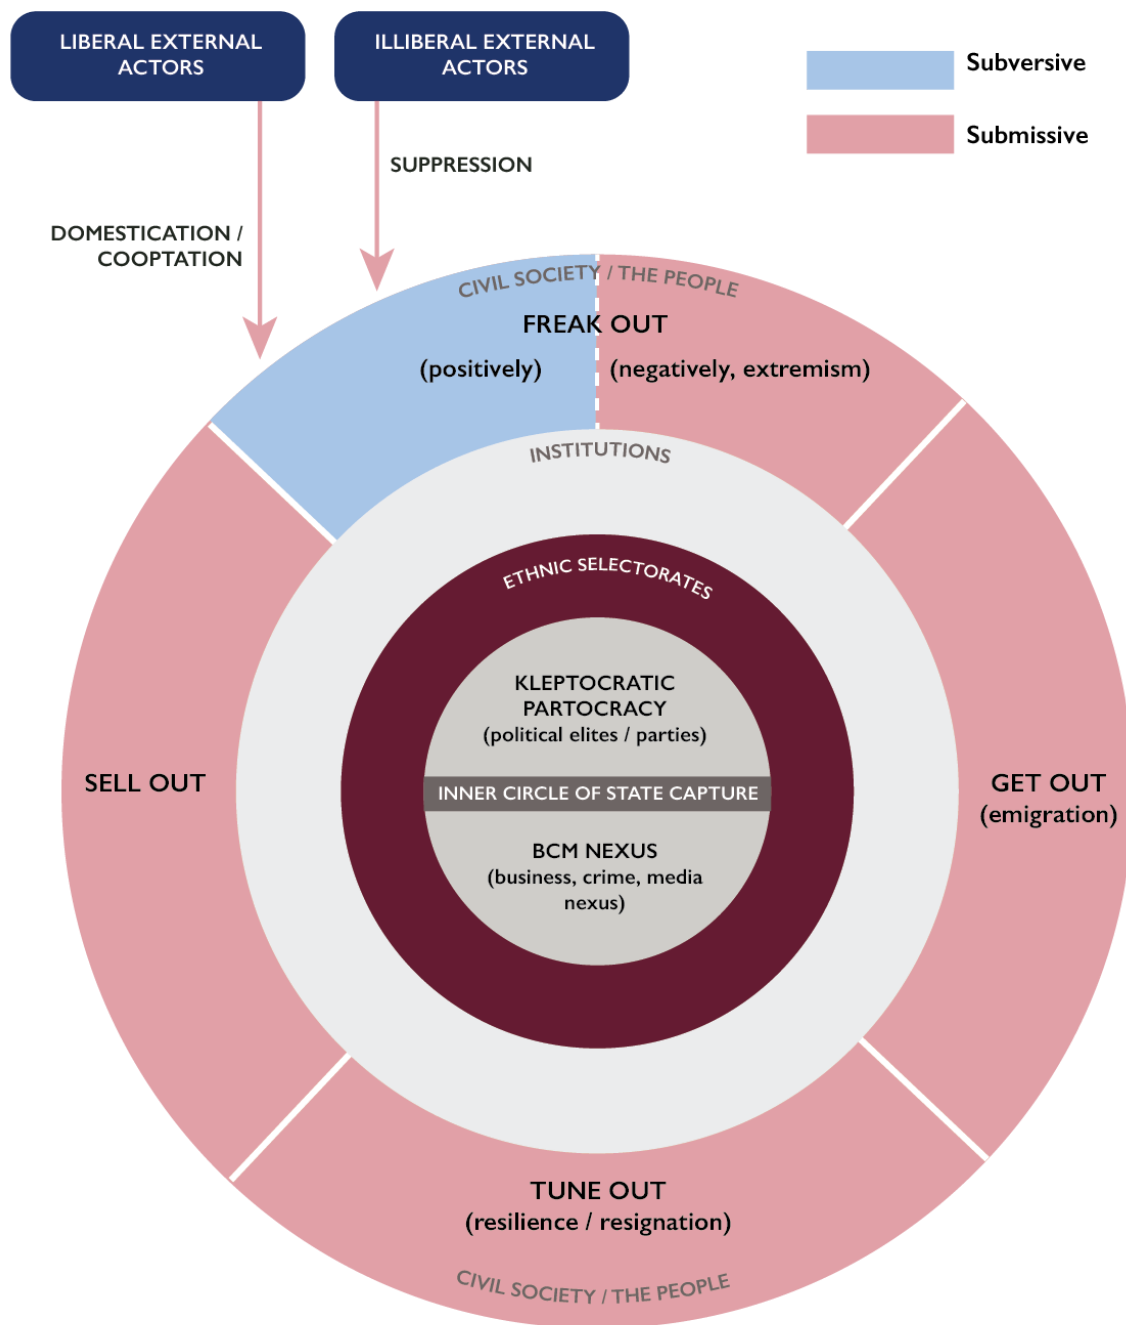 LIBERAL EXTERNAL
ACTORS
ILLIBERAL EXTERNAL
ACTORS
Subversive
Submissive
SUPPRESSION
DOMESTICATION /
COOPTATION
CIVIL SOCIETY / THE PEOPLE
FREAK OUT
(positively)
(negatively, extremism)
INSTITUTIONS
ETHNIC SELECTORATES
KLEPTOCRATIC
PARTOCRACY
(political elites / parties)
SELL OUT
INNER CIRCLE OF STATE CAPTURE
GET OUT
(emigration)
BCM NEXUS
(business, crime, media
nexus)
TUNE OUT
(resilience / resignation)
CIVIL SOCIETY / THE PEOPLE